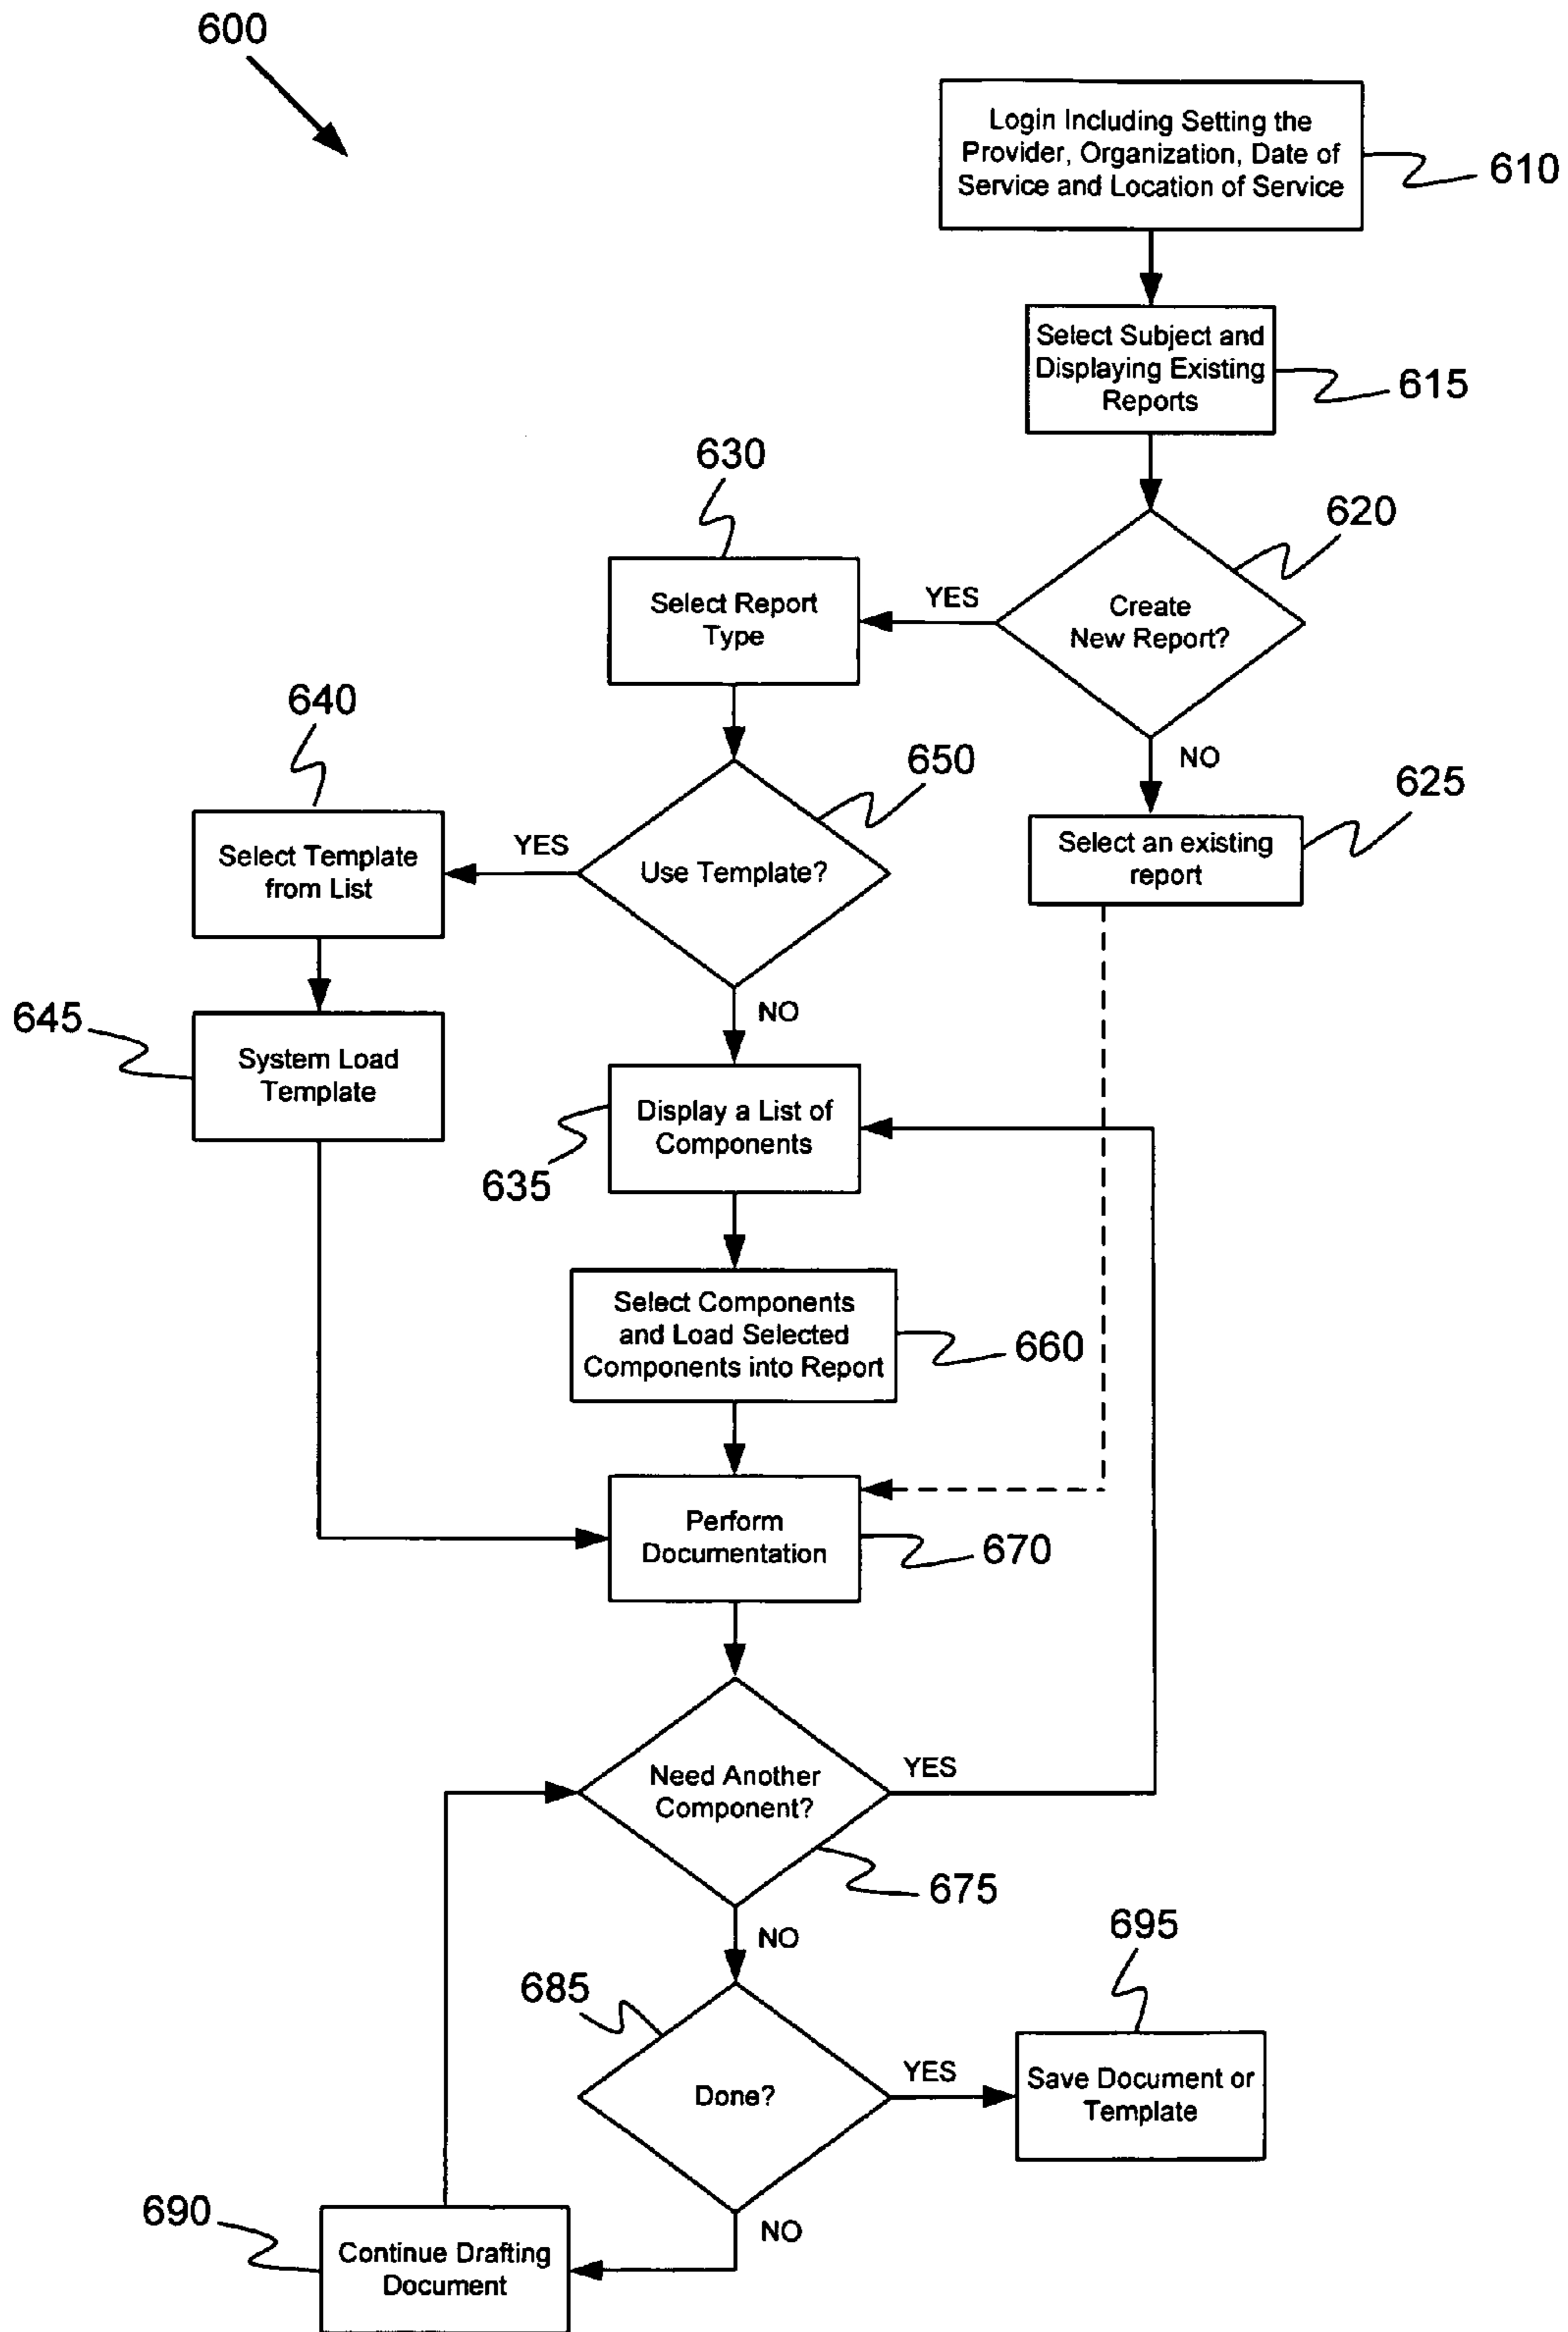 600
Login Including Setting the
Provider, Organization, Date of
Service and Location of Service
610
Select Subject and
Displaying Existing
Reports
615
630
620
Select Report
Type
YES
Create
New Report?
640
650
NO
625
Select Template
from List
YES
Use Template?
Select an existing
report
645
System Load
Template
NO
Display a List of
Components
635
Select Components
and Load Selected
Components into Report
660
Perform
Documentation
670
Need Another
Component?
YES
675
NO
695
685
Done?
YES
Save Document or
Template
690
NO
Continue Drafting
Document